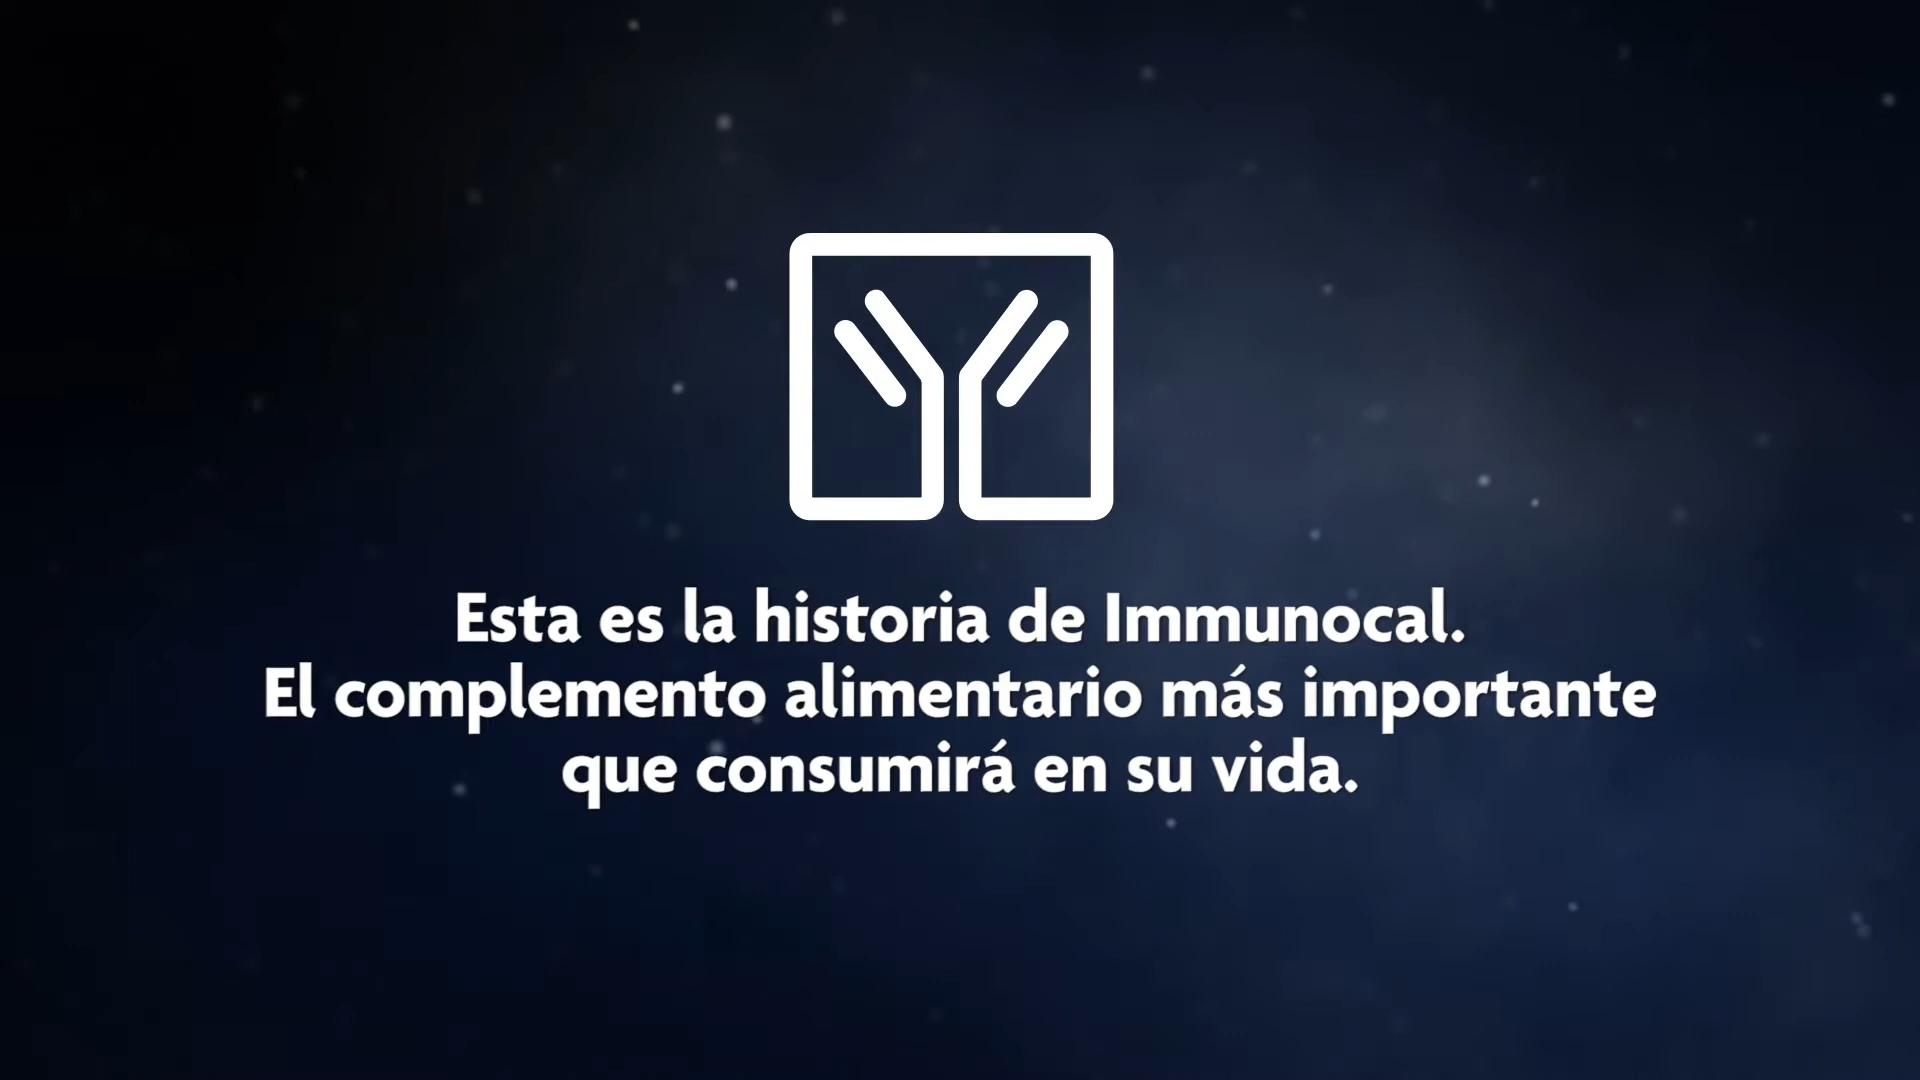 Esta es la historia de Immunocal.
El complemento alimentario más importante
que consumirá en su vida.